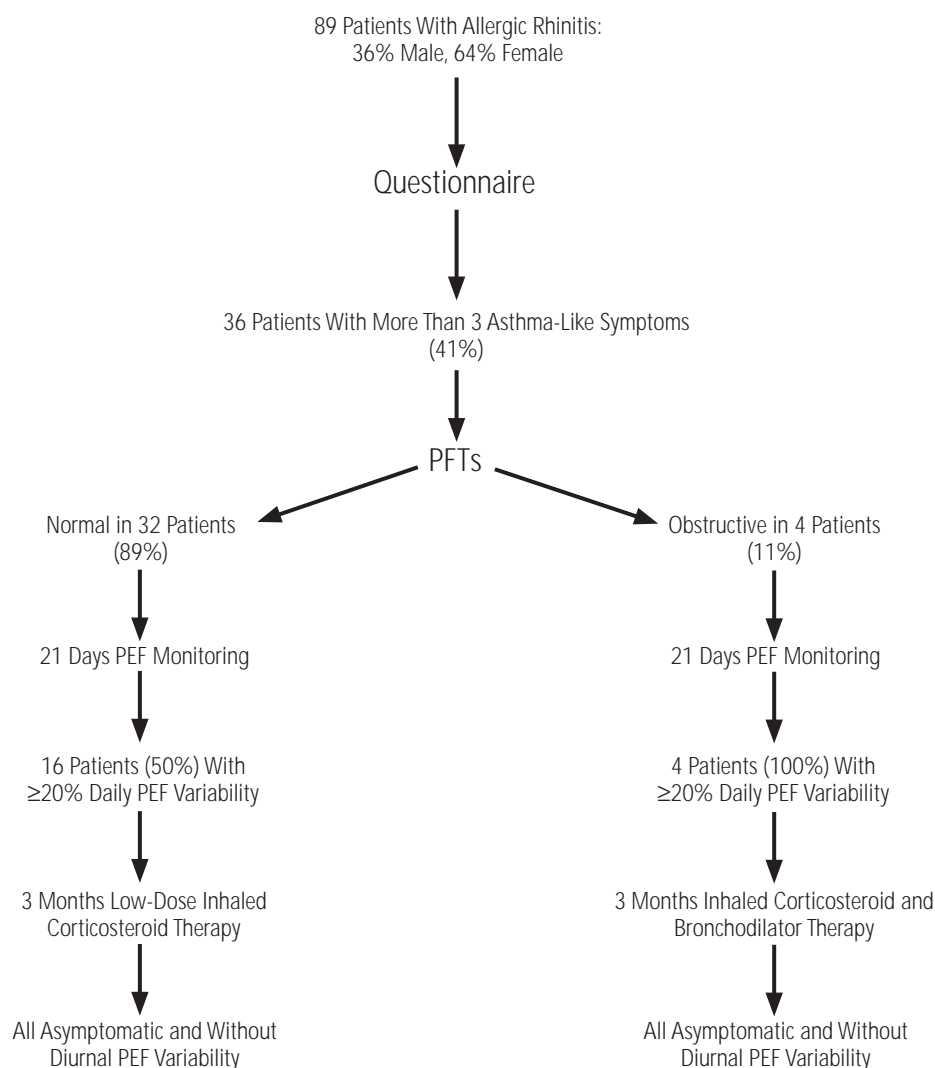 89 Patients With Allergic Rhinitis:
36% Male, 64% Female
Questionnaire
36 Patients With More Than 3 Asthma-Like Symptoms
(41%)
PFTs
Normal in 32 Patients
(89%)
21 Days PEF Monitoring
16 Patients (50%) With
≥20% Daily PEF Variability
3 Months Low-Dose Inhaled
Corticosteroid Therapy
All Asymptomatic and Without
Diurnal PEF Variability
Obstructive in 4 Patients
(11%)
21 Days PEF Monitoring
4 Patients (100%) With
≥20% Daily PEF Variability
3 Months Inhaled Corticosteroid and
Bronchodilator Therapy
All Asymptomatic and Without
Diurnal PEF Variability